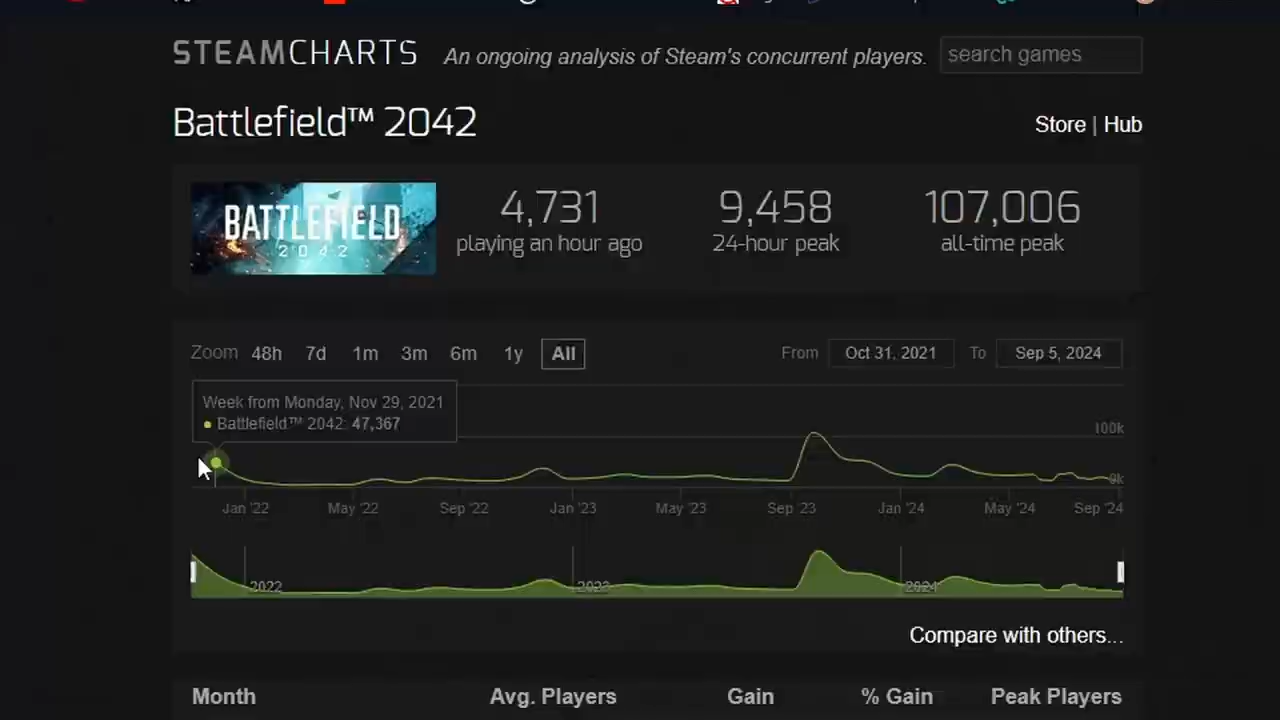 STEAMCHARTS An ongoing analysis of Steam's concurrent players. search games
Battlefield™ 2042 Store | Hub
BATTLEFIELD
2042
4,731 9,458 107,006
playing an hour ago 24-hour peak all-time peak
Zoom 48h 7d 1m 3m 6m 1y All From Oct 31, 2021 To Sep 5, 2024
Week from Monday, Nov 29, 2021
Battlefield™ 2042: 47,367
100k
Jan '22 May '22 Sep '22 Jan '23 May '23 Sep '23 Jan '24 May '24 Sep '24
2022 2023 2024
Compare with others...
Month Avg. Players Gain % Gain Peak Players